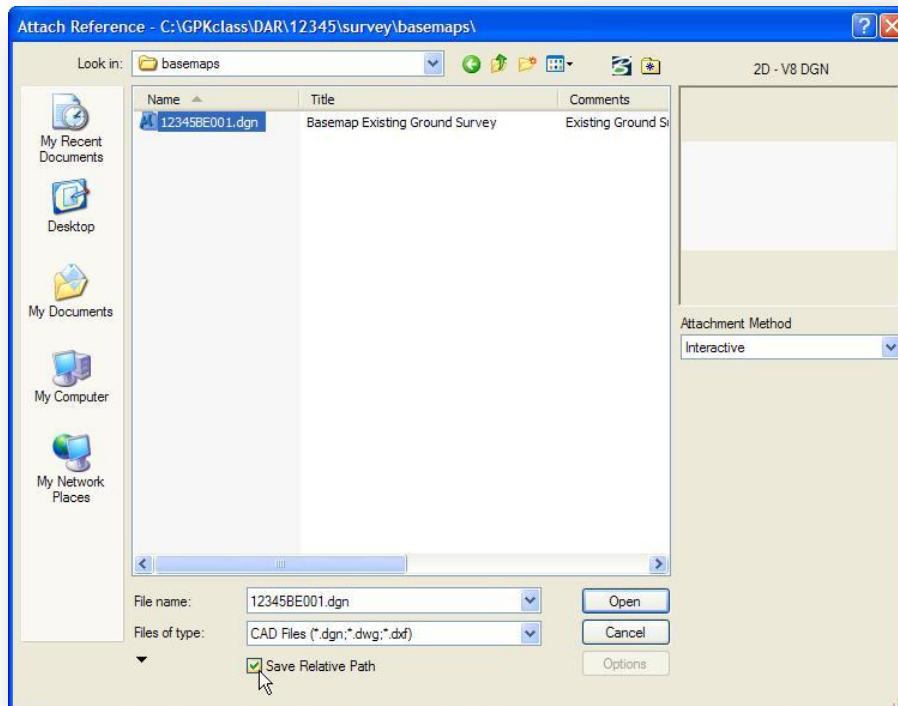 Attach Reference - C:\GPKclass\DAR\12345\survey\basemaps\
Look in:
basemaps
2D - V8 DGN
Name
Title
Comments
12345BE001.dgn
Basemap Existing Ground Survey
Existing Ground
My Recent
Documents
Desktop
My Documents
My Computer
My Network
Places
Attachment Method
Interactive
File name:
12345BE001.dgn
Open
Files of type:
CAD Files (*.dgn;*.dwg;*.dxf)
Cancel
Save Relative Path
Options